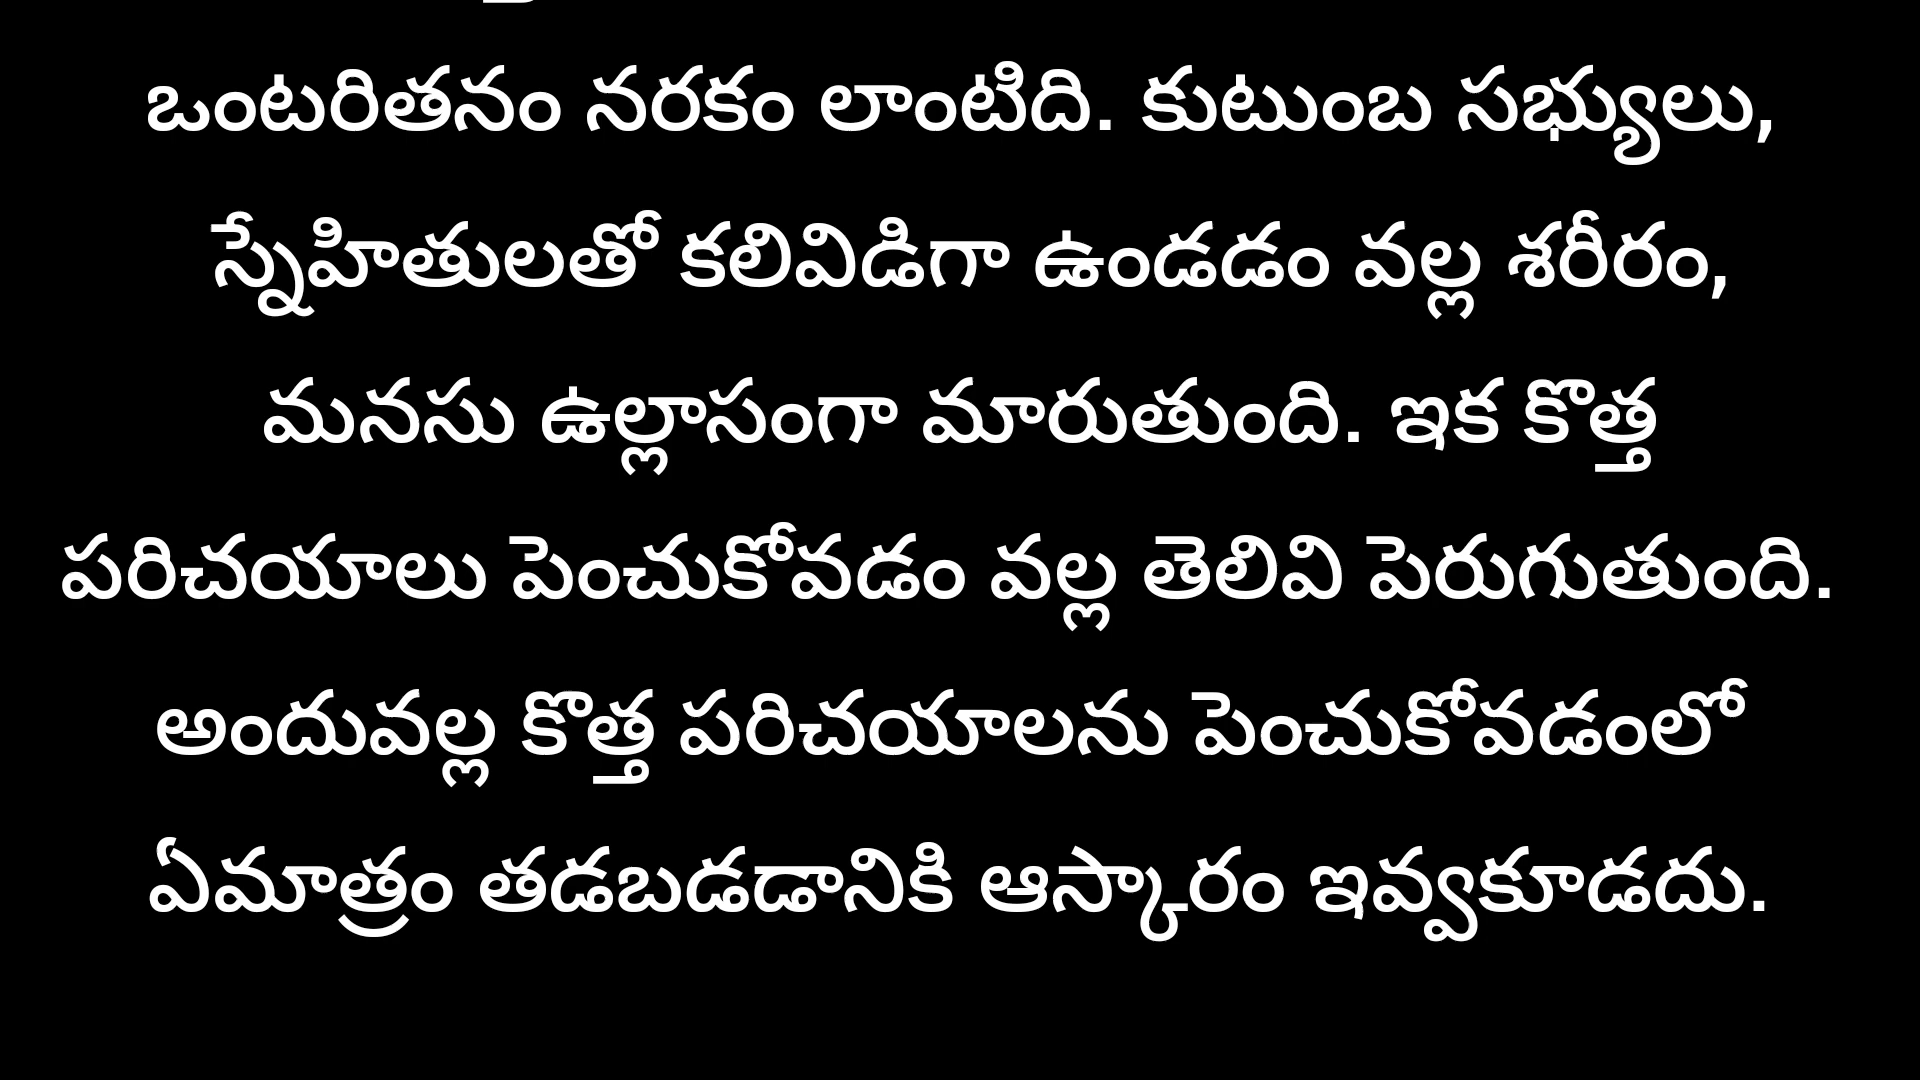 ఒంటరితనం నరకం లాంటిది. కుటుంబ సభ్యులు,
స్నేహితులతో కలివిడిగా ఉండడం వల్ల శరీరం,
మనసు ఉల్లాసంగా మారుతుంది. ఇక కొత్త
పరిచయాలు పెంచుకోవడం వల్ల తెలివి పెరుగుతుంది.
అందువల్ల కొత్త పరిచయాలను పెంచుకోవడంలో
ఏమాత్రం తడబడడానికి ఆస్కారం ఇవ్వకూడదు.